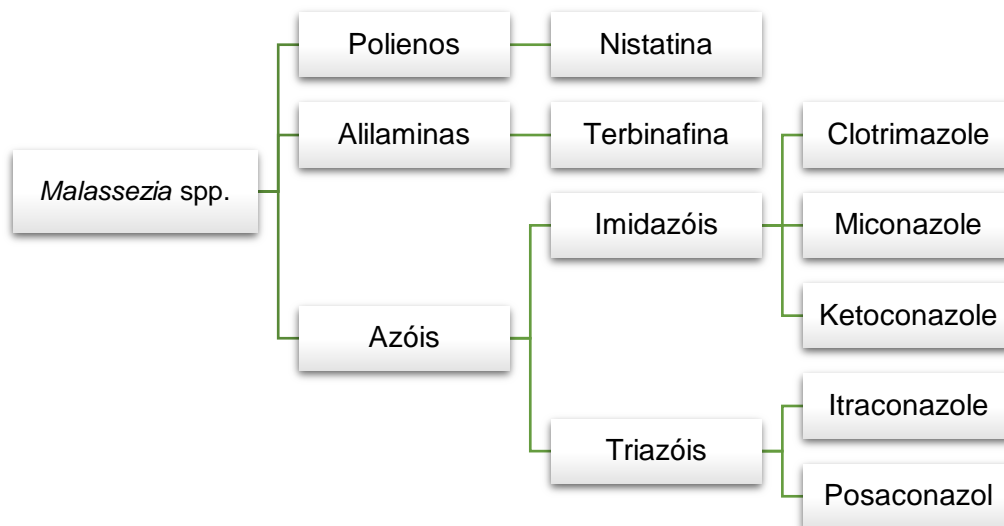 Polienos
Nistatina
Alilaminas
Terbinafina
Clotrimazole
Malassezia spp.
Imidazóis
Miconazole
Azóis
Ketoconazole
Triazóis
Itraconazole
Posaconazol